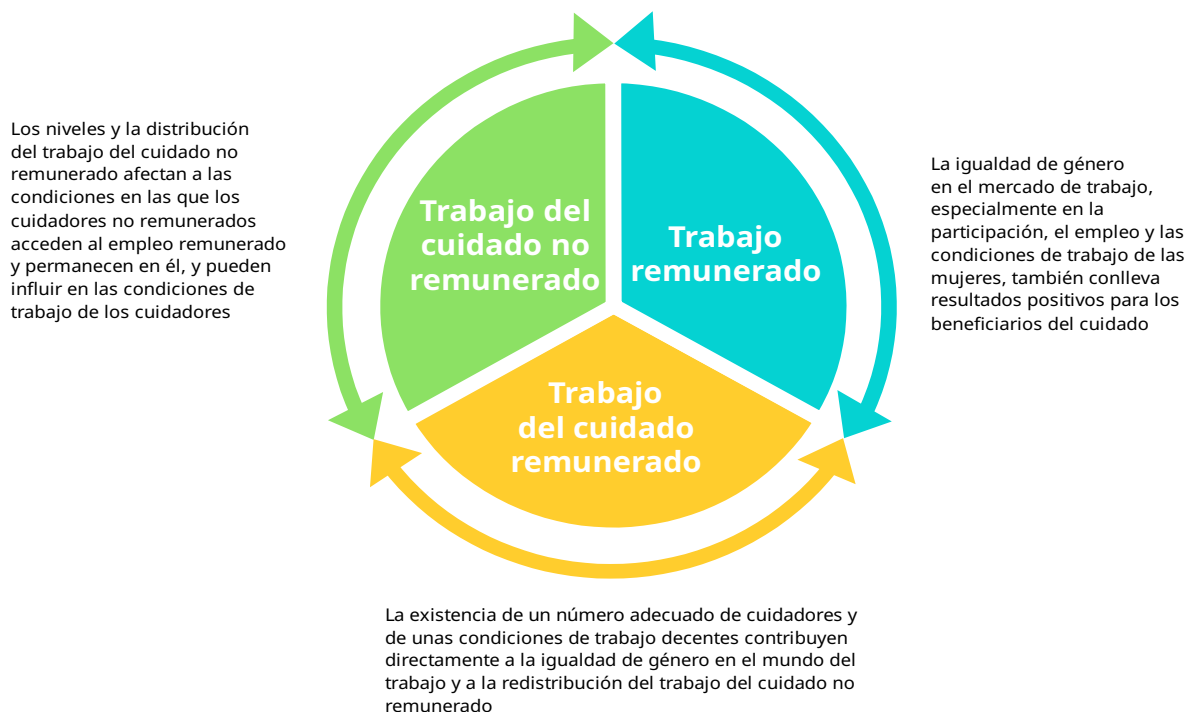 Los niveles y la distribución
del trabajo del cuidado no
remunerado afectan a las
condiciones en las que los
cuidadores no remunerados
acceden al empleo remunerado
y permanecen en él, y pueden
influir en las condiciones de
trabajo de los cuidadores
Trabajo del
cuidado no
remunerado
Trabajo
remunerado
La igualdad de género
en el mercado de trabajo,
especialmente en la
participación, el empleo y las
condiciones de trabajo de las
mujeres, también conlleva
resultados positivos para los
beneficiarios del cuidado
Trabajo
del cuidado
remunerado
La existencia de un número adecuado de cuidadores y
de unas condiciones de trabajo decentes contribuyen
directamente a la igualdad de género en el mundo del
trabajo y a la redistribución del trabajo del cuidado no
remunerado